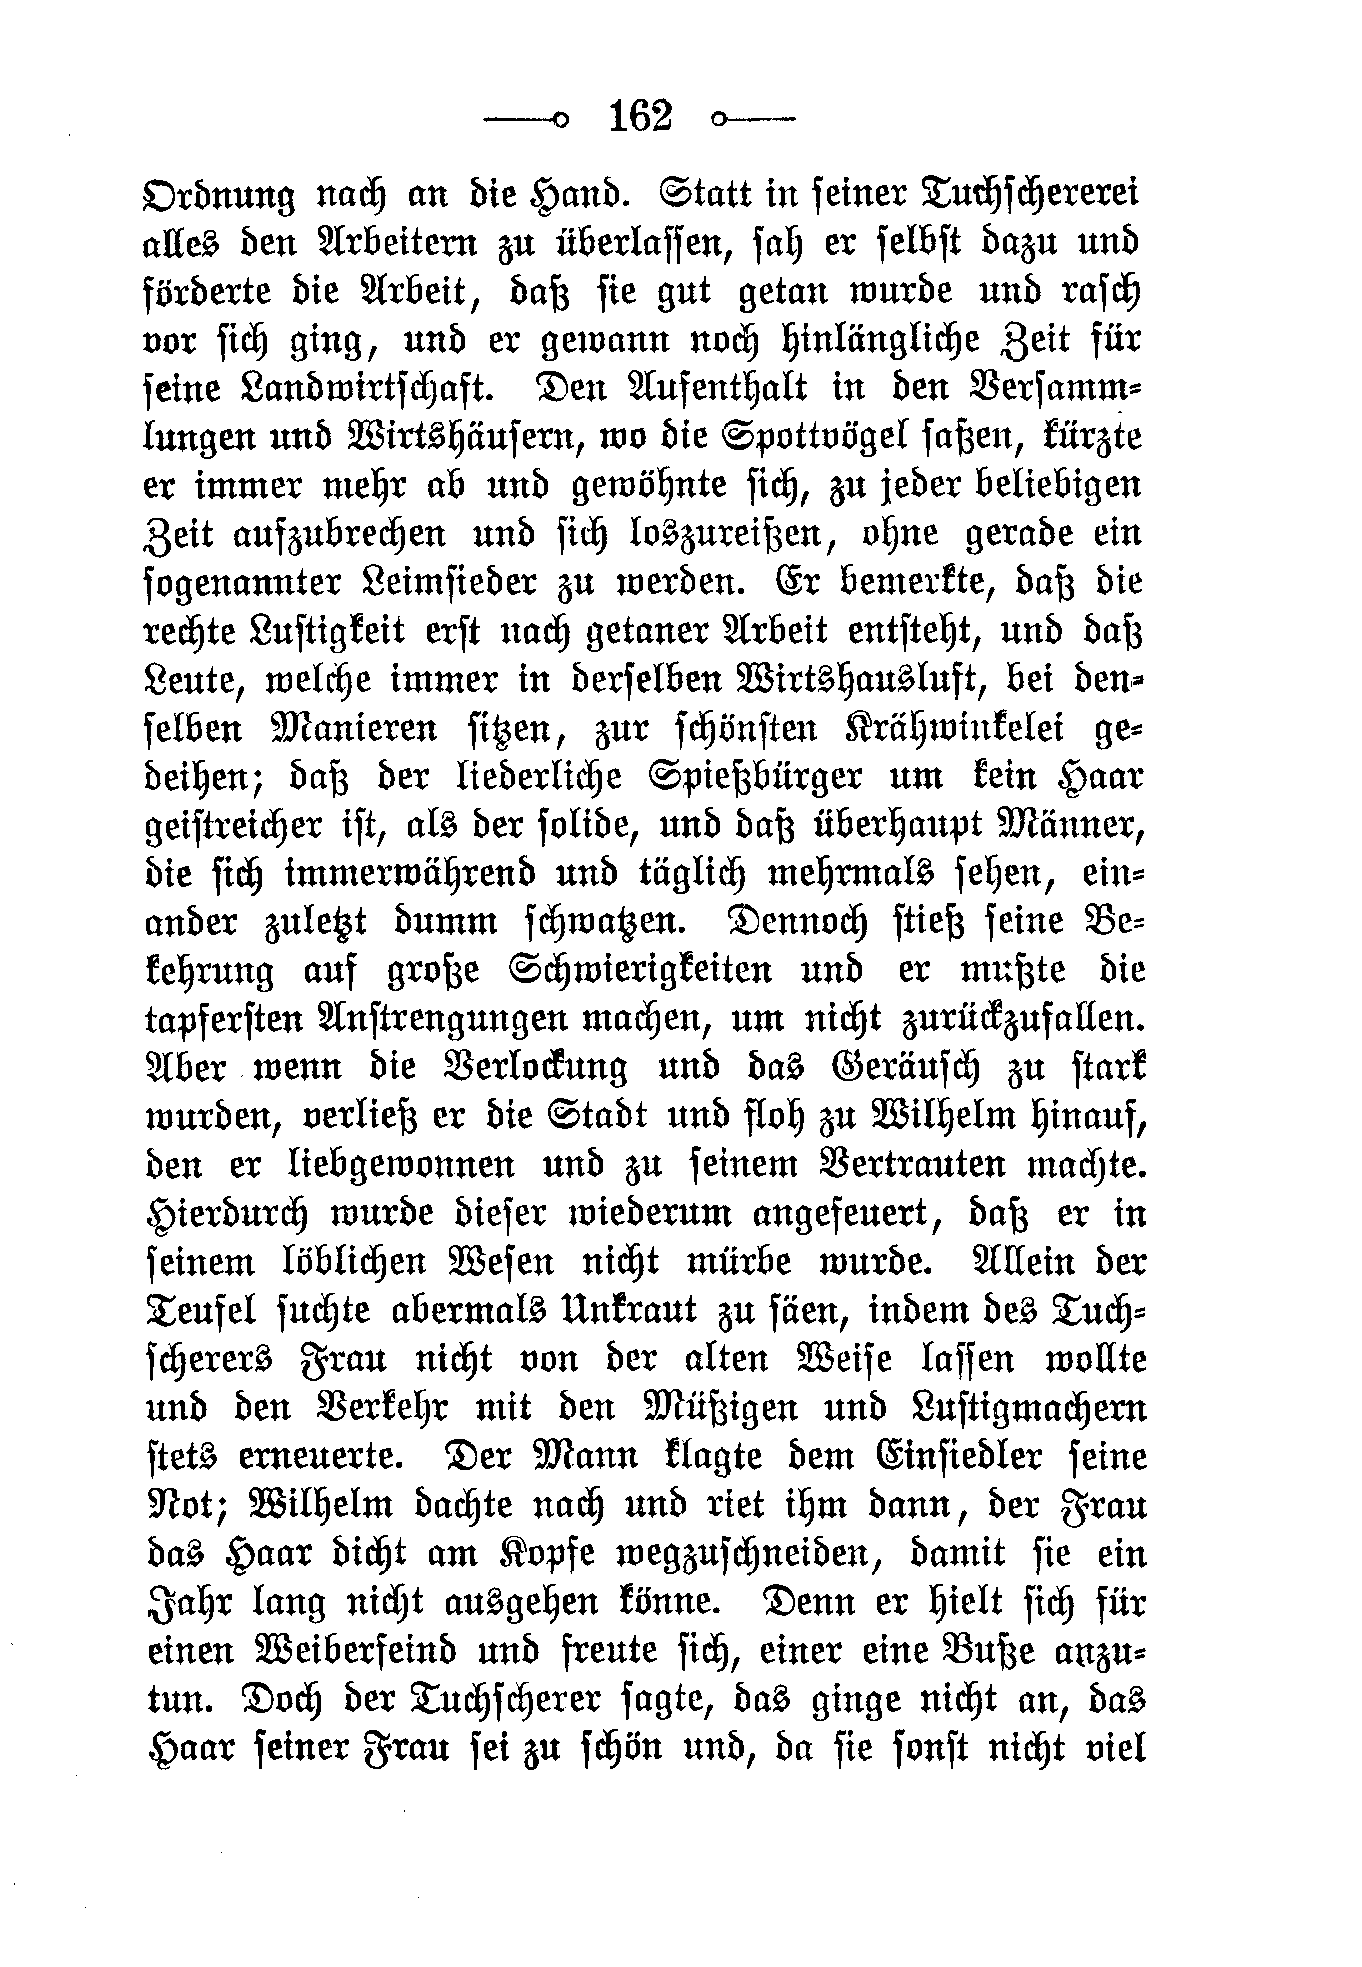 162
Ordnung nach an die Hand. Statt in seiner Tuchschererei
alles den Arbeitern zu überlassen, sah er selbst dazu und
förderte die Arbeit, daß sie gut getan wurde und rasch
vor sich ging, und er gewann noch hinlängliche Zeit für
seine Landwirtschaft. Den Aufenthalt in den Versamm-
lungen und Wirtshäusern, wo die Spottvögel saßen, kürzte
er immer mehr ab und gewöhnte sich, zu jeder beliebigen
Zeit aufzubrechen und sich loszureißen, ohne gerade ein
sogenannter Leimsieder zu werden. Er bemerkte, daß die
rechte Lustigkeit erst nach getaner Arbeit entsteht, und daß
Leute, welche immer in derselben Wirtshausluft, bei den-
selben Manieren sitzen, zur schönsten Krähwinkelei ge-
deihen; daß der liederliche Spießbürger um kein Haar
geistreicher ist, als der solide, und daß überhaupt Männer,
die sich immerwährend und täglich mehrmals sehen, ein-
ander zuletzt dumm schwatzen. Dennoch stieß seine Be-
kehrung auf große Schwierigkeiten und er mußte die
tapfersten Anstrengungen machen, um nicht zurückzufallen.
Aber wenn die Verlockung und das Geräusch zu stark
wurden, verließ er die Stadt und floh zu Wilhelm hinauf,
den er liebgewonnen und zu seinem Vertrauten machte.
Hierdurch wurde dieser wiederum angefeuert, daß er in
seinem löblichen Wesen nicht mürbe wurde. Allein der
Teufel suchte abermals Unkraut zu säen, indem des Tuch-
scherers Frau nicht von der alten Weise lassen wollte
und den Verkehr mit den Müßigen und Lustigmachern
stets erneuerte. Der Mann klagte dem Einsiedler seine
Not; Wilhelm dachte nach und riet ihm dann, der Frau
das Haar dicht am Kopfe wegzuschneiden, damit sie ein
Jahr lang nicht ausgehen könne. Denn er hielt sich für
einen Weiberfeind und freute sich, einer eine Buße anzu-
tun. Doch der Tuchscherer sagte, das ginge nicht an, das
Haar seiner Frau sei zu schön und, da sie sonst nicht viel